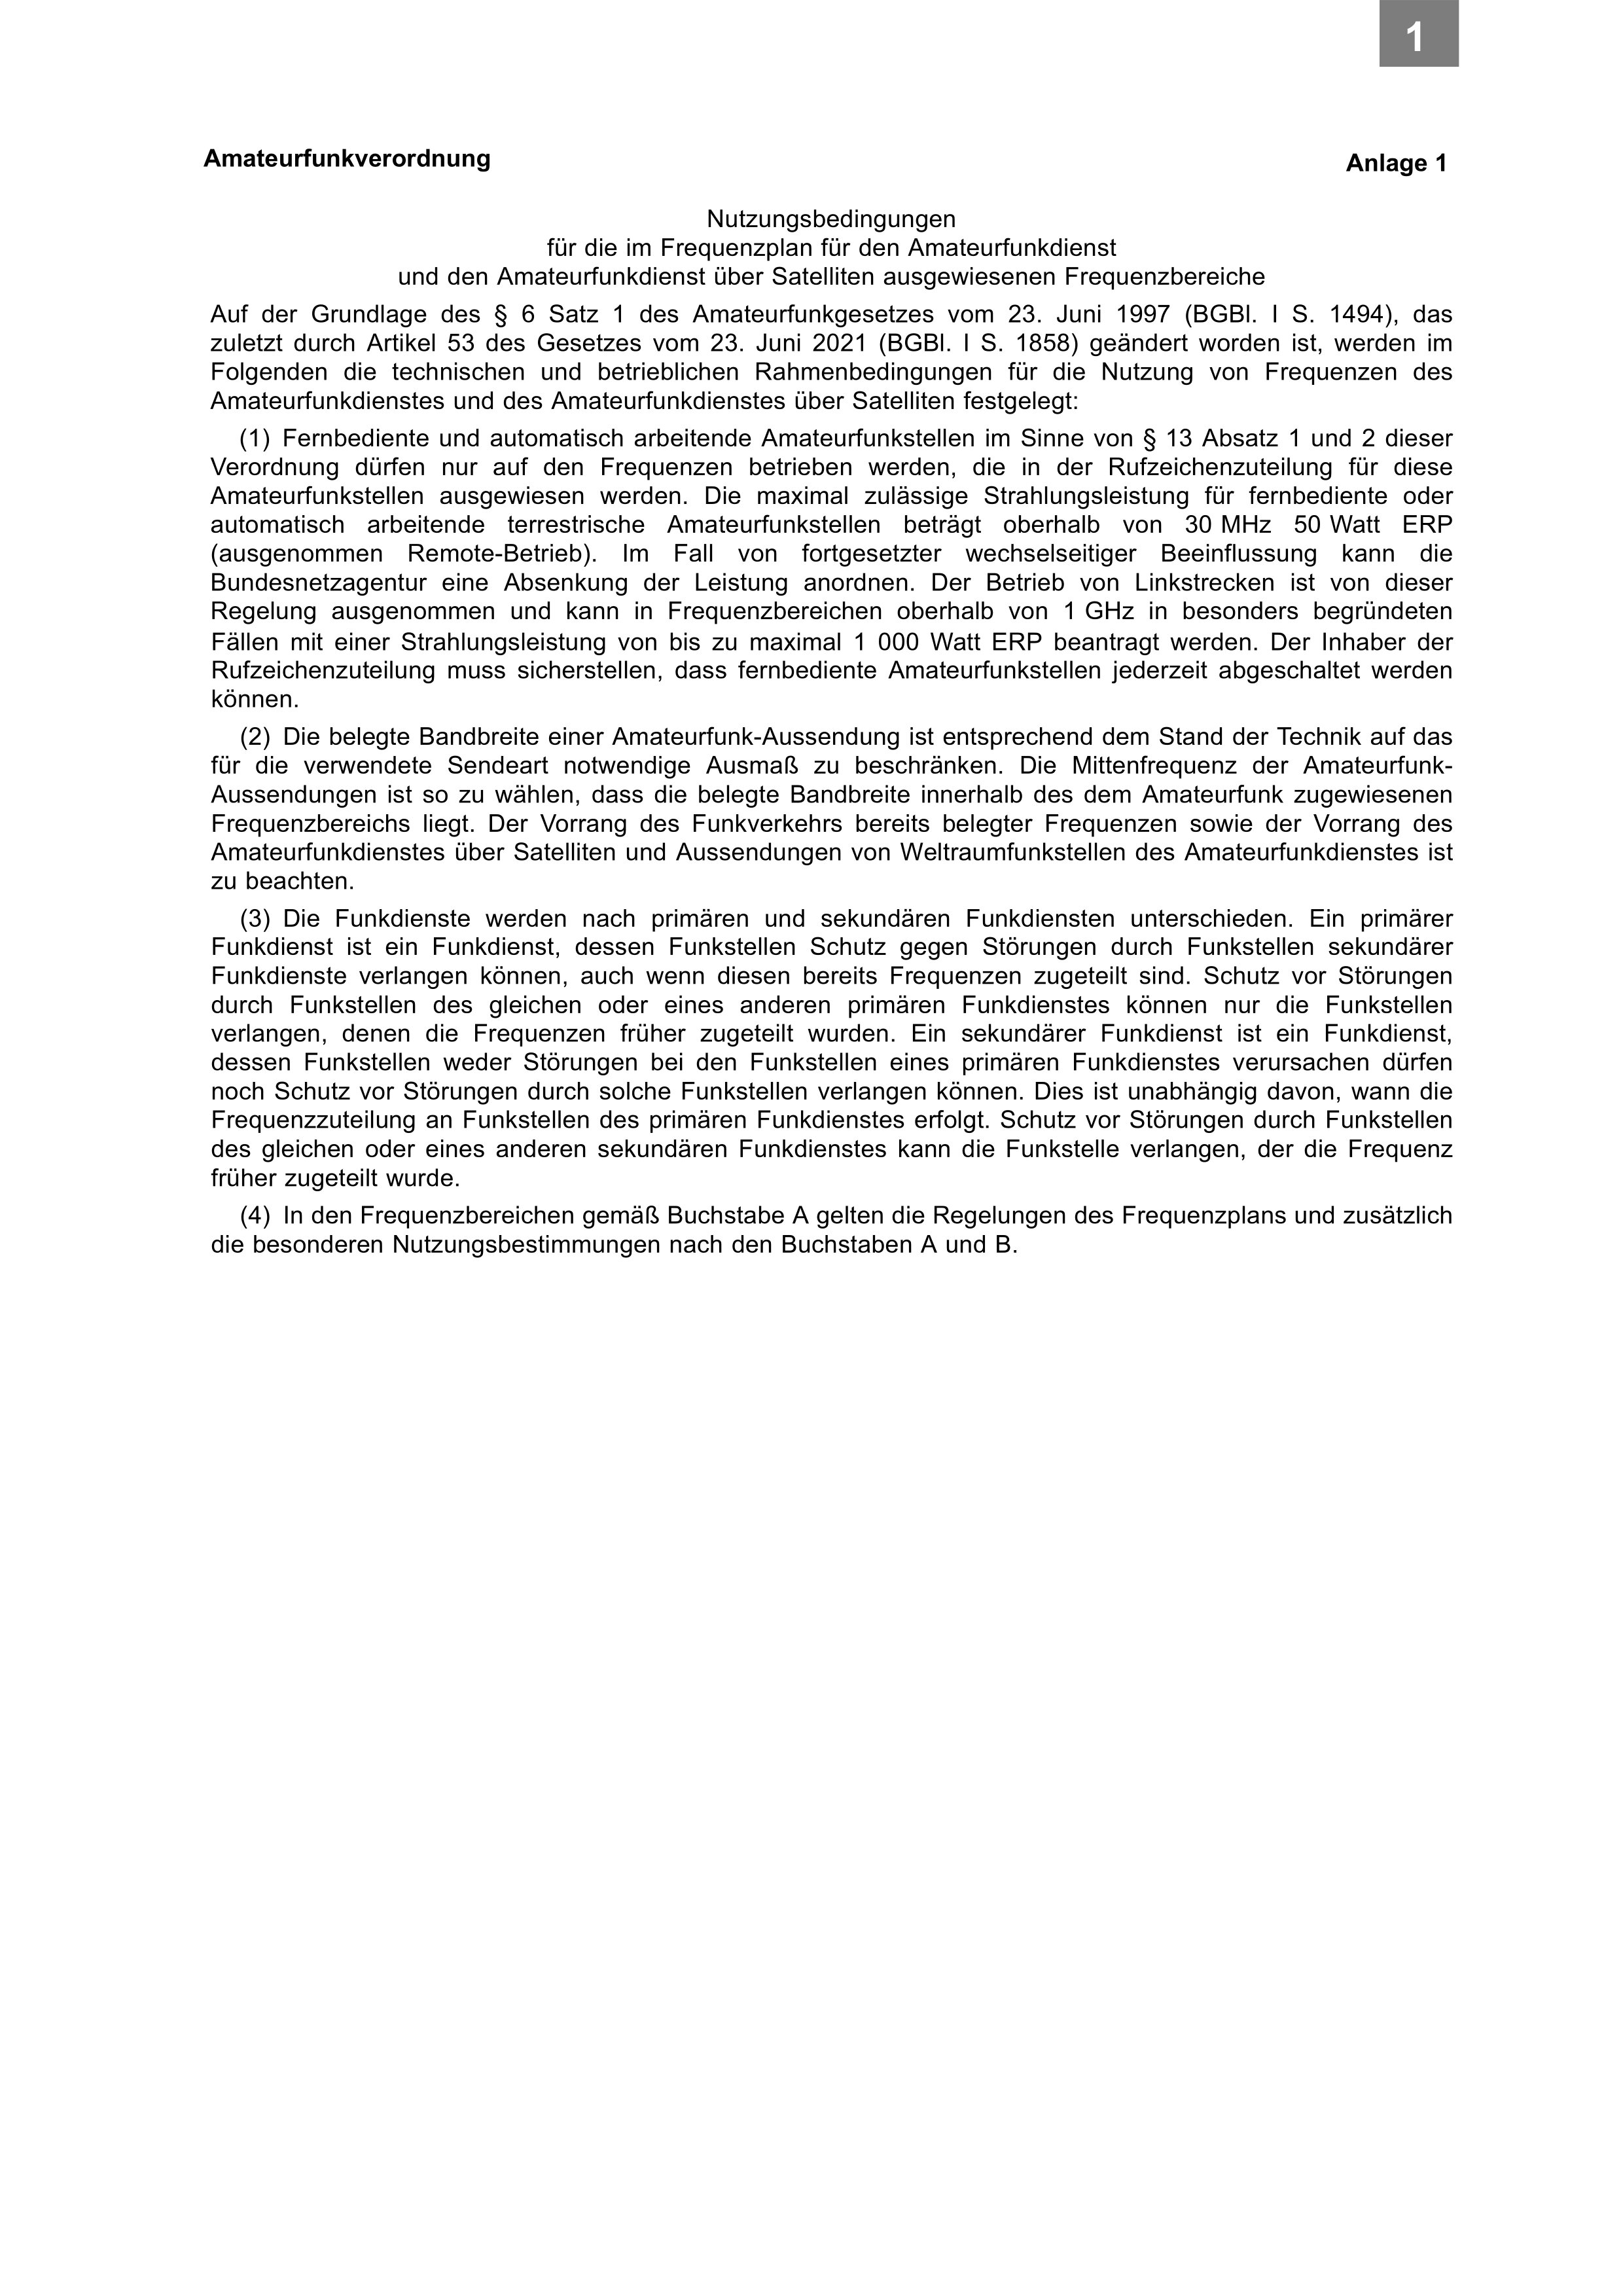 1
Amateurfunkverordnung
Anlage 1
Nutzungsbedingungen
für die im Frequenzplan für den Amateurfunkdienst
und den Amateurfunkdienst über Satelliten ausgewiesenen Frequenzbereiche
Auf der Grundlage des § 6 Satz 1 des Amateurfunkgesetzes vom 23. Juni 1997 (BGBl. I S. 1494), das
zuletzt durch Artikel 53 des Gesetzes vom 23. Juni 2021 (BGBl. I S. 1858) geändert worden ist, werden im
Folgenden die technischen und betrieblichen Rahmenbedingungen für die Nutzung von Frequenzen des
Amateurfunkdienstes und des Amateurfunkdienstes über Satelliten festgelegt:
(1) Fernbediente und automatisch arbeitende Amateurfunkstellen im Sinne von § 13 Absatz 1 und 2 dieser
Verordnung dürfen nur auf den Frequenzen betrieben werden, die in der Rufzeichenzuteilung für diese
Amateurfunkstellen ausgewiesen werden. Die maximal zulässige Strahlungsleistung für fernbediente oder
automatisch arbeitende terrestrische Amateurfunkstellen beträgt oberhalb von 30 MHz 50 Watt ERP
(ausgenommen Remote-Betrieb). Im Fall von fortgesetzter wechselseitiger Beeinflussung kann die
Bundesnetzagentur eine Absenkung der Leistung anordnen. Der Betrieb von Linkstrecken ist von dieser
Regelung ausgenommen und kann in Frequenzbereichen oberhalb von 1 GHz in besonders begründeten
Fällen mit einer Strahlungsleistung von bis zu maximal 1 000 Watt ERP beantragt werden. Der Inhaber der
Rufzeichenzuteilung muss sicherstellen, dass fernbediente Amateurfunkstellen jederzeit abgeschaltet werden
können.
(2) Die belegte Bandbreite einer Amateurfunk-Aussendung ist entsprechend dem Stand der Technik auf das
für die verwendete Sendeart notwendige Ausmaß zu beschränken. Die Mittenfrequenz der Amateurfunk-
Aussendungen ist so zu wählen, dass die belegte Bandbreite innerhalb des dem Amateurfunk zugewiesenen
Frequenzbereichs liegt. Der Vorrang des Funkverkehrs bereits belegter Frequenzen sowie der Vorrang des
Amateurfunkdienstes über Satelliten und Aussendungen von Weltraumfunkstellen des Amateurfunkdienstes ist
zu beachten.
(3) Die Funkdienste werden nach primären und sekundären Funkdiensten unterschieden. Ein primärer
Funkdienst ist ein Funkdienst, dessen Funkstellen Schutz gegen Störungen durch Funkstellen sekundärer
Funkdienste verlangen können, auch wenn diesen bereits Frequenzen zugeteilt sind. Schutz vor Störungen
durch Funkstellen des gleichen oder eines anderen primären Funkdienstes können nur die Funkstellen
verlangen, denen die Frequenzen früher zugeteilt wurden. Ein sekundärer Funkdienst ist ein Funkdienst,
dessen Funkstellen weder Störungen bei den Funkstellen eines primären Funkdienstes verursachen dürfen
noch Schutz vor Störungen durch solche Funkstellen verlangen können. Dies ist unabhängig davon, wann die
Frequenzzuteilung an Funkstellen des primären Funkdienstes erfolgt. Schutz vor Störungen durch Funkstellen
des gleichen oder eines anderen sekundären Funkdienstes kann die Funkstelle verlangen, der die Frequenz
früher zugeteilt wurde.
(4) In den Frequenzbereichen gemäß Buchstabe A gelten die Regelungen des Frequenzplans und zusätzlich
die besonderen Nutzungsbestimmungen nach den Buchstaben A und B.